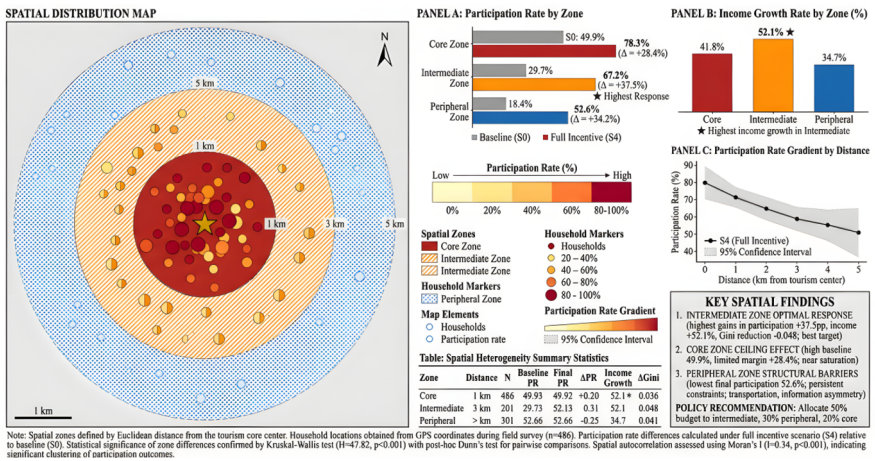 SPATIAL DISTRIBUTION MAP
N
5 km
1 km
1 km
3 km
5 km
1 km
PANEL A: Participation Rate by Zone
Core Zone
S0: 49.9%
78.3%
(Δ = +28.4%)
Intermediate
Zone
29.7%
67.2%
(Δ = +37.5%)
★ Highest Response
Peripheral
Zone
18.4%
52.6%
(Δ = +34.2%)
Baseline (S0)
Full Incentive (S4)
Participation Rate (%)
Low
High
0%
20%
40%
60%
80-100%
Spatial Zones
Core Zone
Intermediate Zone
Intermediate Zone
Household Markers
Peripheral Zone
Map Elements
Households
Participation rate
Household Markers
Households
20 – 40%
40 – 60%
60 – 80%
80 - 100%
Participation Rate Gradient
95% Confidence Interval
Table: Spatial Heterogeneity Summary Statistics
Zone Distance N Baseline PR Final PR ΔPR Income Growth ΔGini
Core 1 km 486 49.93 49.92 +0.20 52.1* 0.036
Intermediate 3 km 201 29.73 52.13 0.31 52.1 0.048
Peripheral > km 301 52.66 52.66 -0.25 34.7 0.041
PANEL B: Income Growth Rate by Zone (%)
41.8%
52.1% ★
34.7%
Core
Intermediate
Peripheral
★ Highest income growth in Intermediate
PANEL C: Participation Rate Gradient by Distance
Participation Rate (%)
90
80
70
60
50
40
S4 (Full Incentive)
95% Confidence Interval
0 1 2 3 4 5
Distance (km from tourism center)
KEY SPATIAL FINDINGS
1. INTERMEDIATE ZONE OPTIMAL RESPONSE
(highest gains in participation +37.5pp, income
+52.1%, Gini reduction -0.048; best target)
2. CORE ZONE CEILING EFFECT (high baseline
49.9%, limited margin +28.4%; near saturation)
3. PERIPHERAL ZONE STRUCTURAL BARRIERS
(lowest final participation 52.6%; persistent
constraints; transportation, information asymmetry)
POLICY RECOMMENDATION: Allocate 50%
budget to intermediate, 30% peripheral, 20% core
Note: Spatial zones defined by Euclidean distance from the tourism core center. Household locations obtained from GPS coordinates during field survey (n=486). Participation rate differences calculated under full incentive scenario (S4) relative
to baseline (S0). Statistical significance of zone differences confirmed by Kruskal-Wallis test (H=47.82, p<0.001) with post-hoc Dunn's test for pairwise comparisons. Spatial autocorrelation assessed using Moran's I (I=0.34, p<0.001), indicating
significant clustering of participation outcomes.